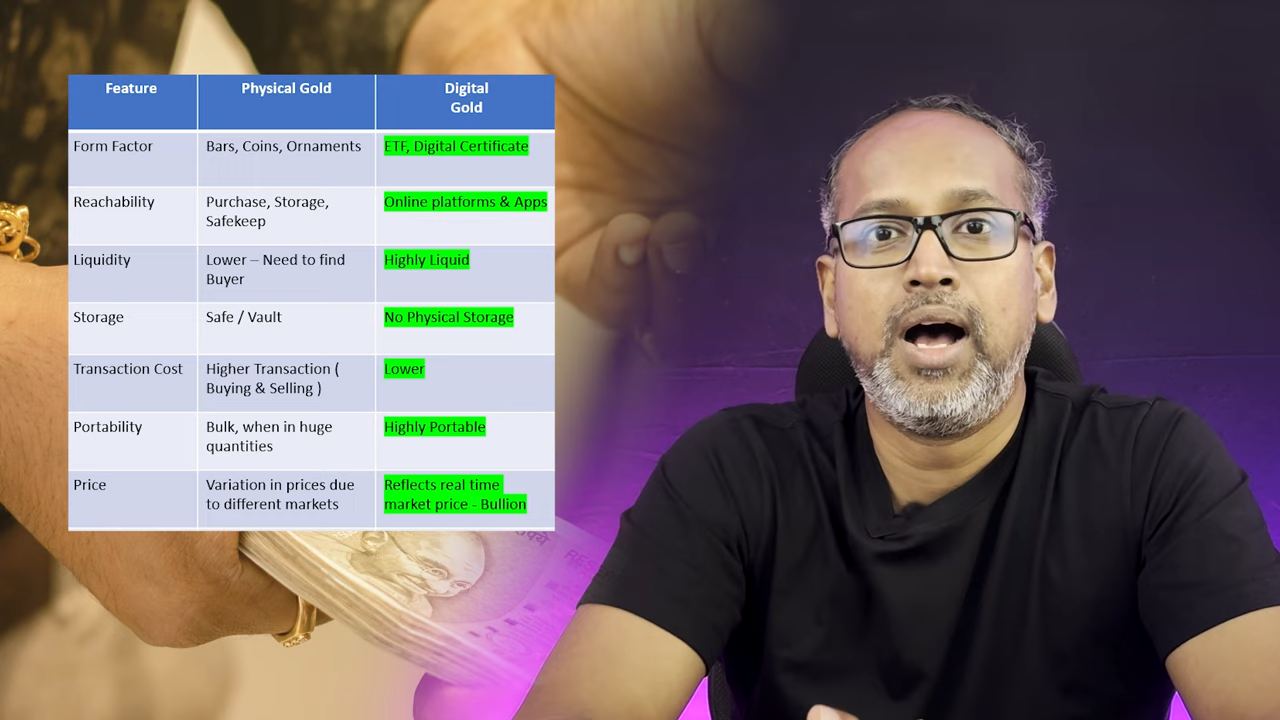 Feature
Physical Gold
Digital
Gold
Form Factor
Bars, Coins, Ornaments
ETF, Digital Certificate
Reachability
Purchase, Storage,
Safekeep
Online platforms & Apps
Liquidity
Lower – Need to find
Buyer
Highly Liquid
Storage
Safe / Vault
No Physical Storage
Transaction Cost
Higher Transaction (
Buying & Selling )
Lower
Portability
Bulk, when in huge
quantities
Highly Portable
Price
Variation in prices due
to different markets
Reflects real time
market price - Bullion